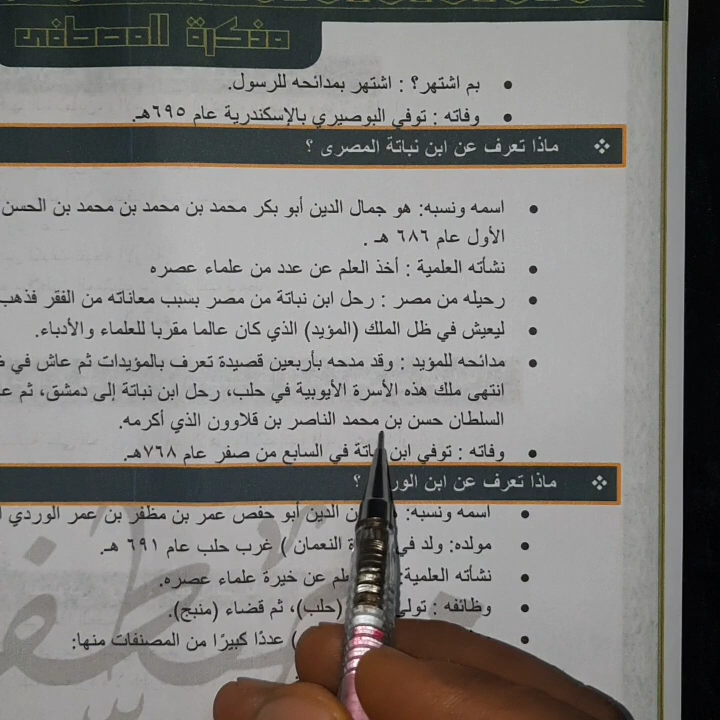 مذكرة المصطفى
• بم اشتهر؟ : اشتهر بمدائحه للرسول.
• وفاته : توفي البوصيري بالإسكندرية عام ٦٩٥هـ.
❖ ماذا تعرف عن ابن نباتة المصرى ؟
• اسمه ونسبه: هو جمال الدين أبو بكر محمد بن محمد بن محمد بن الحسن
الأول عام ٦٨٦ هـ .
• نشأته العلمية : أخذ العلم عن عدد من علماء عصره
• رحيله من مصر : رحل ابن نباتة من مصر بسبب معاناته من الفقر فذهب
• ليعيش في ظل الملك (المؤيد) الذي كان عالما مقربا للعلماء والأدباء.
• مدائحه للمؤيد : وقد مدحه بأربعين قصيدة تعرف بالمؤيدات ثم عاش في
انتهى ملك هذه الأسرة الأيوبية في حلب، رحل ابن نباتة إلى دمشق، ثم
السلطان حسن بن محمد الناصر بن قلاوون الذي أكرمه.
• وفاته : توفي ابن في السابع من صفر عام ٧٦٨هـ.
❖ ماذا تعرف عن ابن ؟
• اسمه ونسبه: الدين أبو حفص عمر بن مظفر بن عمر الوردي
• مولده: ولد في النعمان ) غرب حلب عام ٦٩١ هـ.
• نشأته العلمية: عن خيرة علماء عصره.
• وظائفه : (حلب)، ثم قضاء (منبج).
• ) عددًا كبيرًا من المصنفات منها: